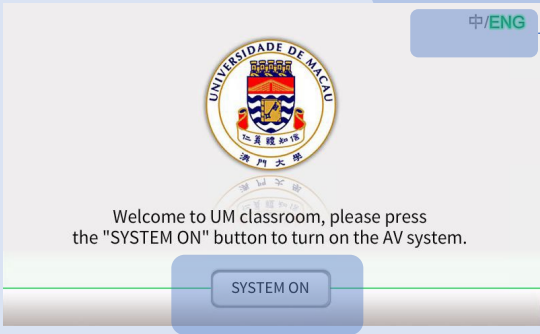 中/ENG
UNIVERSIDADE DE MACAU
仁義禮知信
澳門大學
Welcome to UM classroom, please press
the "SYSTEM ON" button to turn on the AV system.
SYSTEM ON